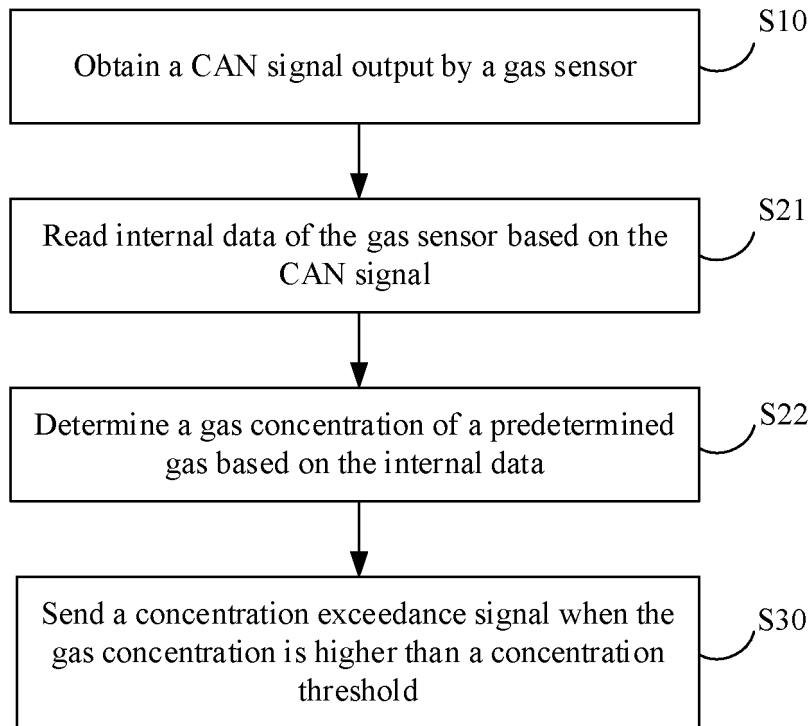 S10
Obtain a CAN signal output by a gas sensor
S21
Read internal data of the gas sensor based on the
CAN signal
S22
Determine a gas concentration of a predetermined
gas based on the internal data
S30
Send a concentration exceedance signal when the
gas concentration is higher than a concentration
threshold